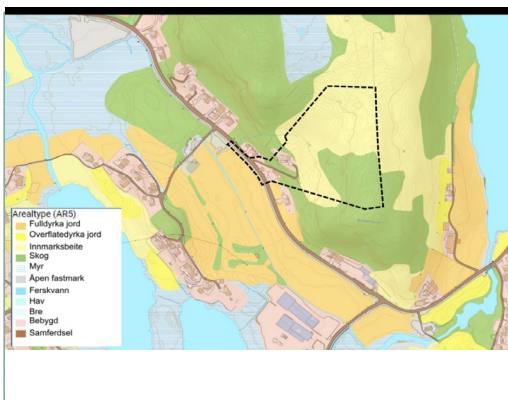 Arealtype (AR5)
Fulldyrka jord
Overflatedyrka jord
Innmarksbeite
Skog
Myr
Åpen fastmark
Ferskvann
Hav
Bre
Bebygd
Samferdsel